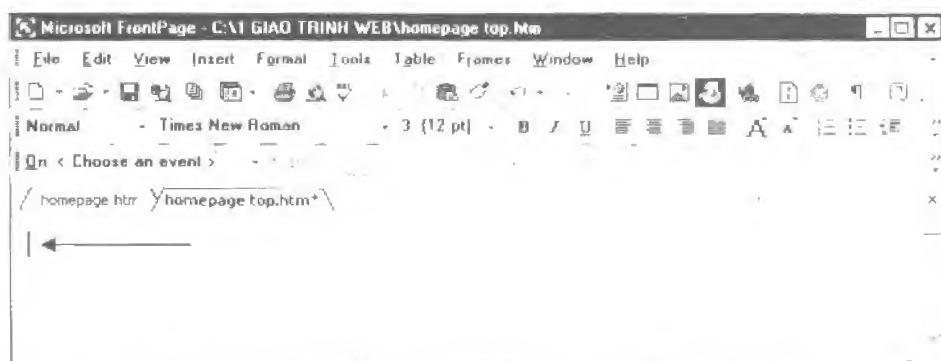 Microsoft FrontPage - C:\1 GIAO TRINH WEB\homepage top.htm
File Edit View Insert Format Tools Table Frames Window Help
Normal Times New Roman 3 (12 pt) B I U A A
On < Choose an event >
homepage htm homepage top.htm*